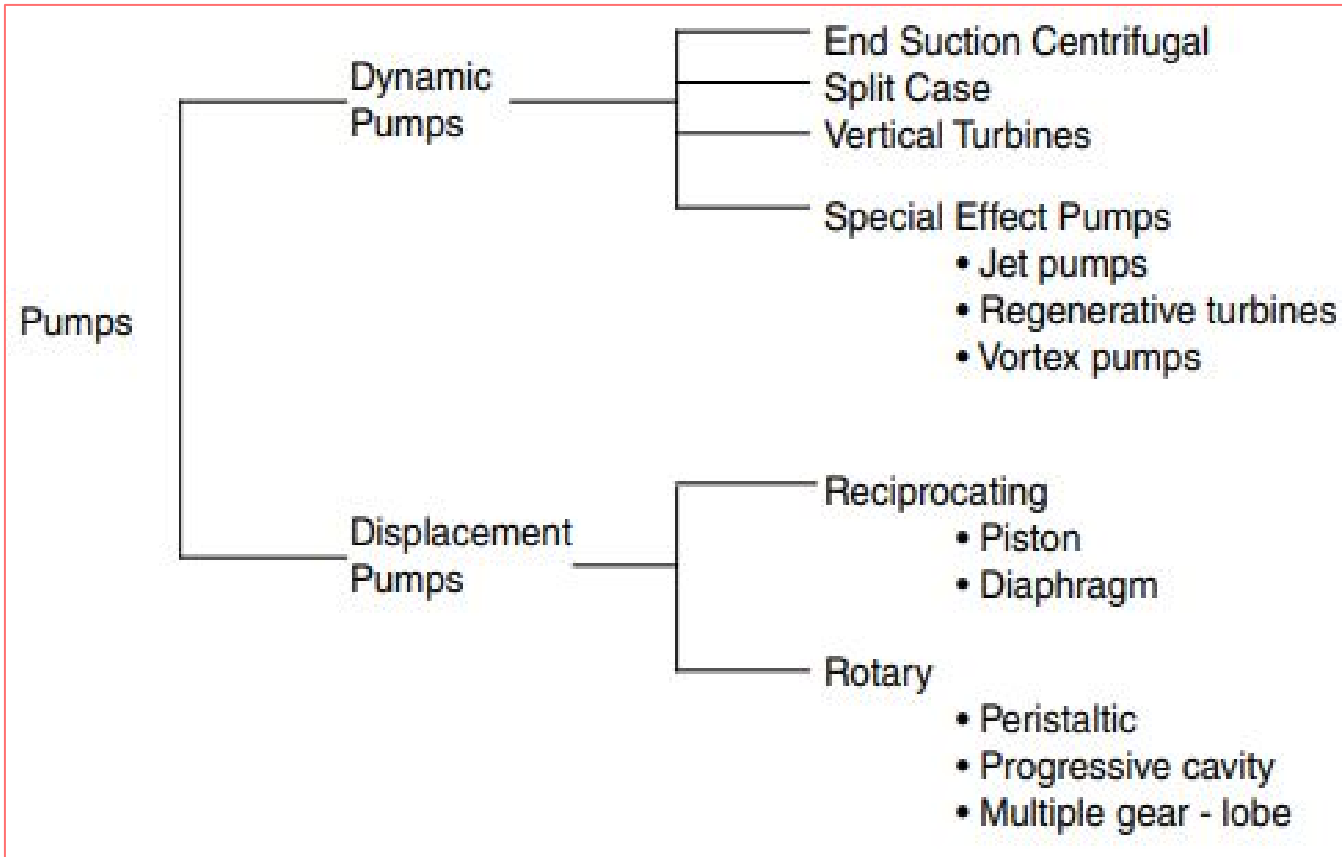 Pumps
Dynamic
Pumps
End Suction Centrifugal
Split Case
Vertical Turbines
Special Effect Pumps
• Jet pumps
• Regenerative turbines
• Vortex pumps
Displacement
Pumps
Reciprocating
• Piston
• Diaphragm
Rotary
• Peristaltic
• Progressive cavity
• Multiple gear - lobe